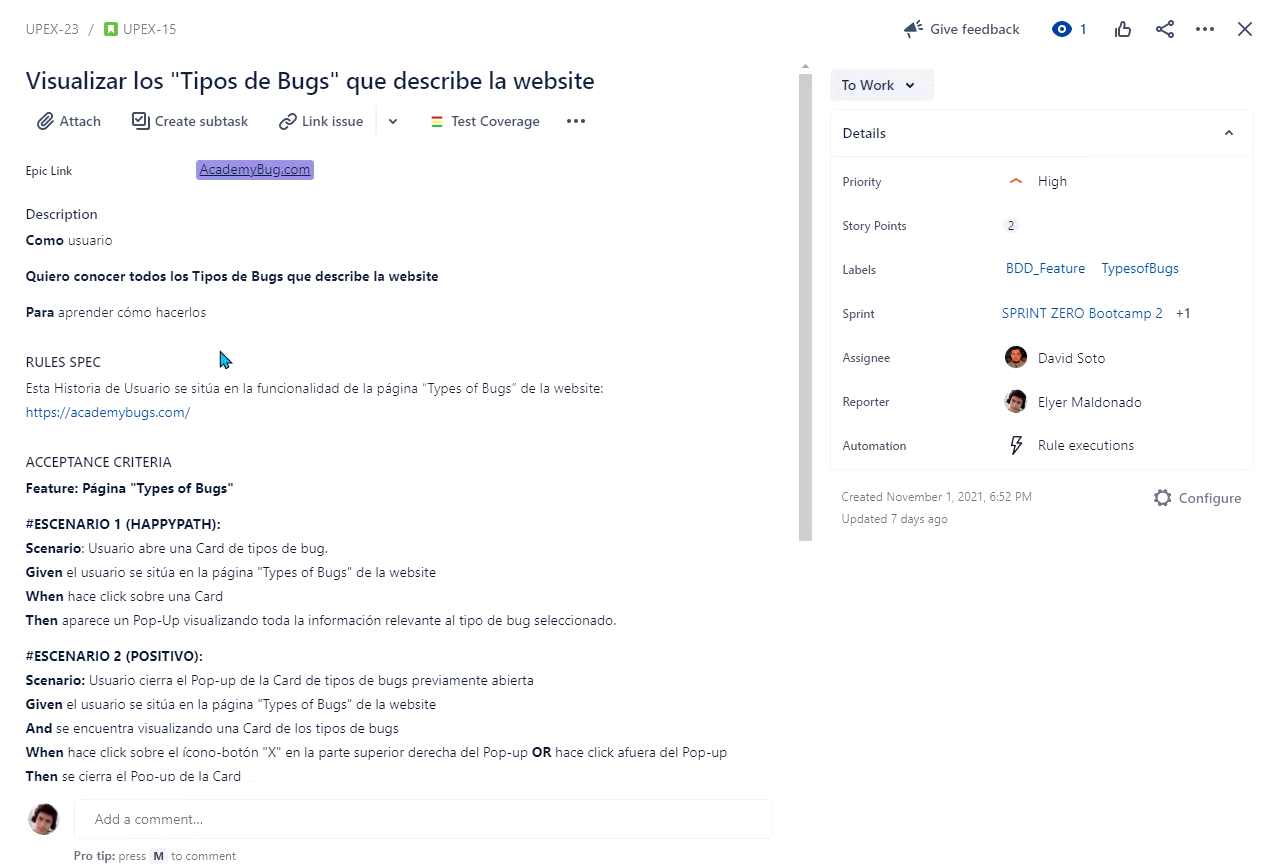 UPEX-23 / UPEX-15
Give feedback
1
Visualizar los "Tipos de Bugs" que describe la website
Attach
Create subtask
Link issue
Test Coverage
Epic Link
AcademyBug.com
Description
Como usuario
Quiero conocer todos los Tipos de Bugs que describe la website
Para aprender cómo hacerlos
RULES SPEC
Esta Historia de Usuario se sitúa en la funcionalidad de la página "Types of Bugs" de la website:
https://academybugs.com/
ACCEPTANCE CRITERIA
Feature: Página "Types of Bugs"
#ESCENARIO 1 (HAPPYPATH):
Scenario: Usuario abre una Card de tipos de bug.
Given el usuario se sitúa en la página "Types of Bugs" de la website
When hace click sobre una Card
Then aparece un Pop-Up visualizando toda la información relevante al tipo de bug seleccionado.
#ESCENARIO 2 (POSITIVO):
Scenario: Usuario cierra el Pop-up de la Card de tipos de bugs previamente abierta
Given el usuario se sitúa en la página "Types of Bugs" de la website
And se encuentra visualizando una Card de los tipos de bugs
When hace click sobre el ícono-botón "X" en la parte superior derecha del Pop-up OR hace click afuera del Pop-up
Then se cierra el Pop-up de la Card
Add a comment...
Pro tip: press M to comment
To Work
Details
Priority
High
Story Points
2
Labels
BDD_Feature TypesofBugs
Sprint
SPRINT ZERO Bootcamp 2 +1
Assignee
David Soto
Reporter
Elyer Maldonado
Automation
Rule executions
Created November 1, 2021, 6:52 PM
Updated 7 days ago
Configure